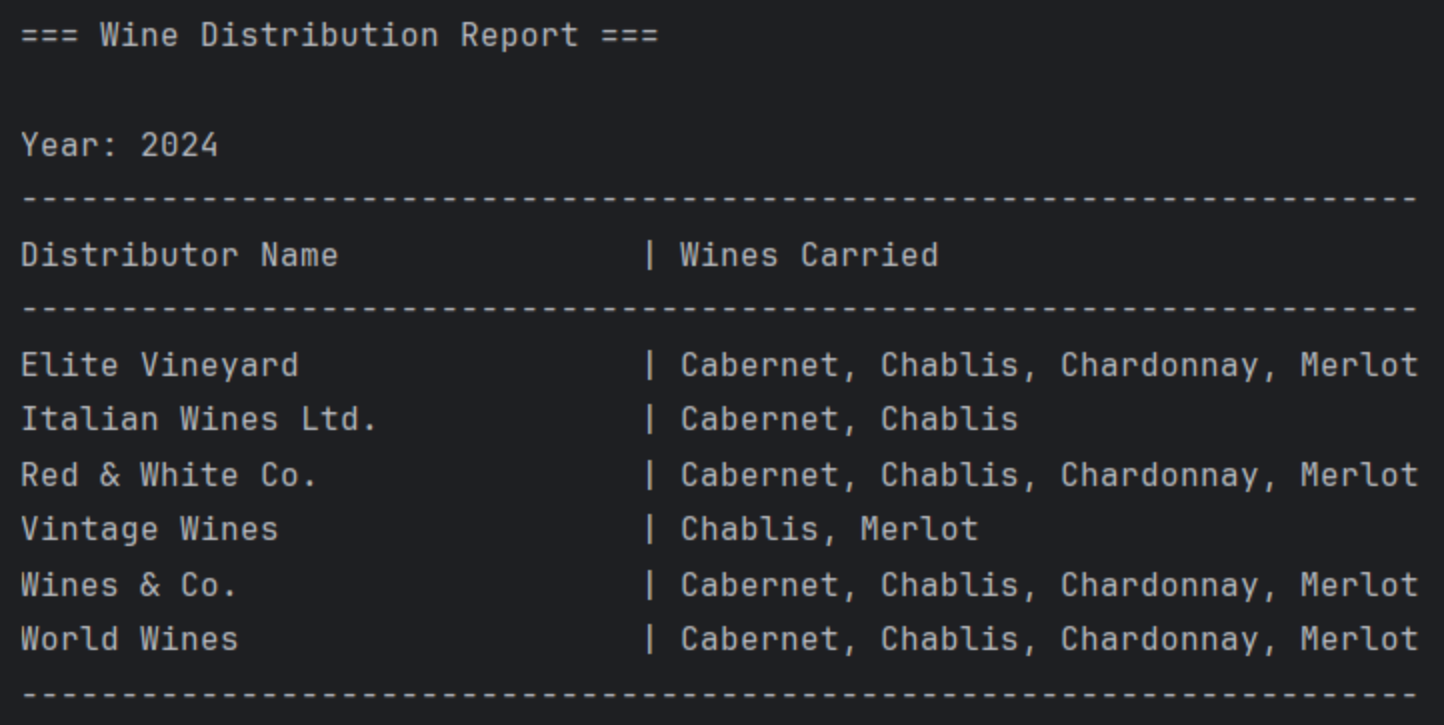 === Wine Distribution Report ===
Year: 2024
----------------------------------------------------------------------
Distributor Name               | Wines Carried
----------------------------------------------------------------------
Elite Vineyard                 | Cabernet, Chablis, Chardonnay, Merlot
Italian Wines Ltd.             | Cabernet, Chablis
Red & White Co.                | Cabernet, Chablis, Chardonnay, Merlot
Vintage Wines                  | Chablis, Merlot
Wines & Co.                    | Cabernet, Chablis, Chardonnay, Merlot
World Wines                    | Cabernet, Chablis, Chardonnay, Merlot
----------------------------------------------------------------------